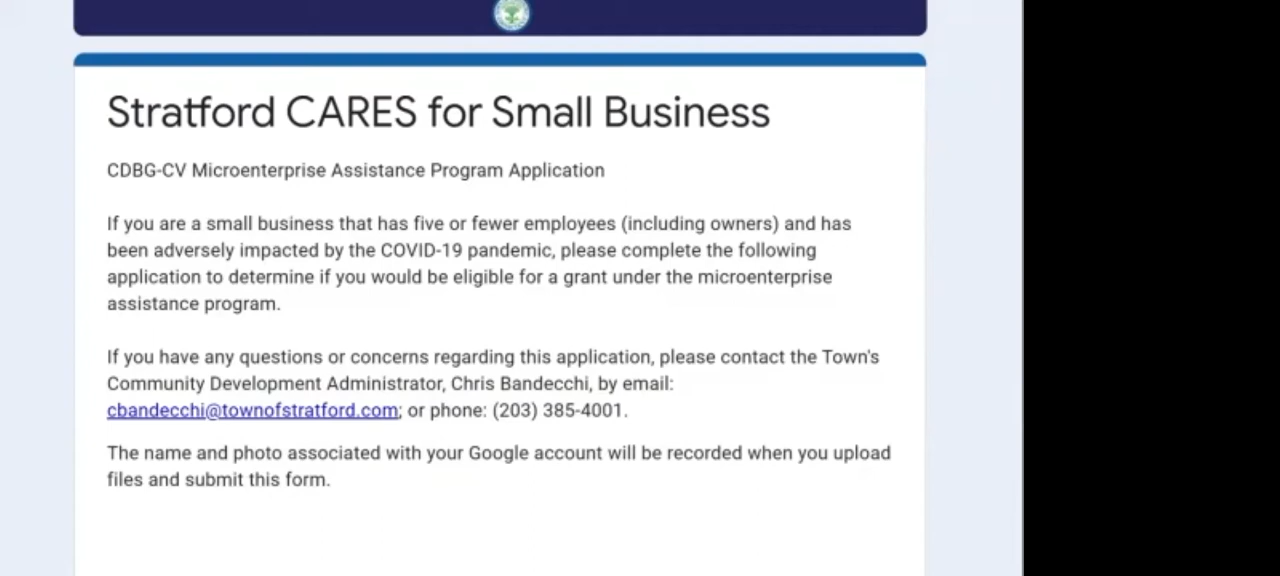 Stratford CARES for Small Business
CDBG-CV Microenterprise Assistance Program Application
If you are a small business that has five or fewer employees (including owners) and has
been adversely impacted by the COVID-19 pandemic, please complete the following
application to determine if you would be eligible for a grant under the microenterprise
assistance program.
If you have any questions or concerns regarding this application, please contact the Town's
Community Development Administrator, Chris Bandecchi, by email:
cbandecchi@townofstratford.com; or phone: (203) 385-4001.
The name and photo associated with your Google account will be recorded when you upload
files and submit this form.